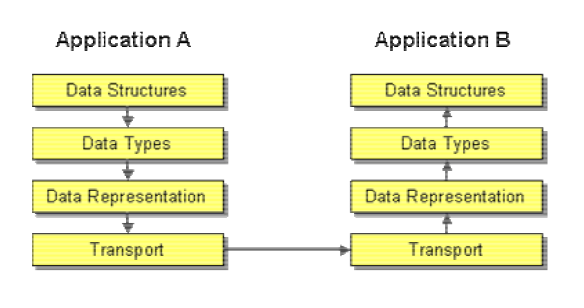 Application A
Data Structures
Data Types
Data Representation
Transport
Application B
Data Structures
Data Types
Data Representation
Transport